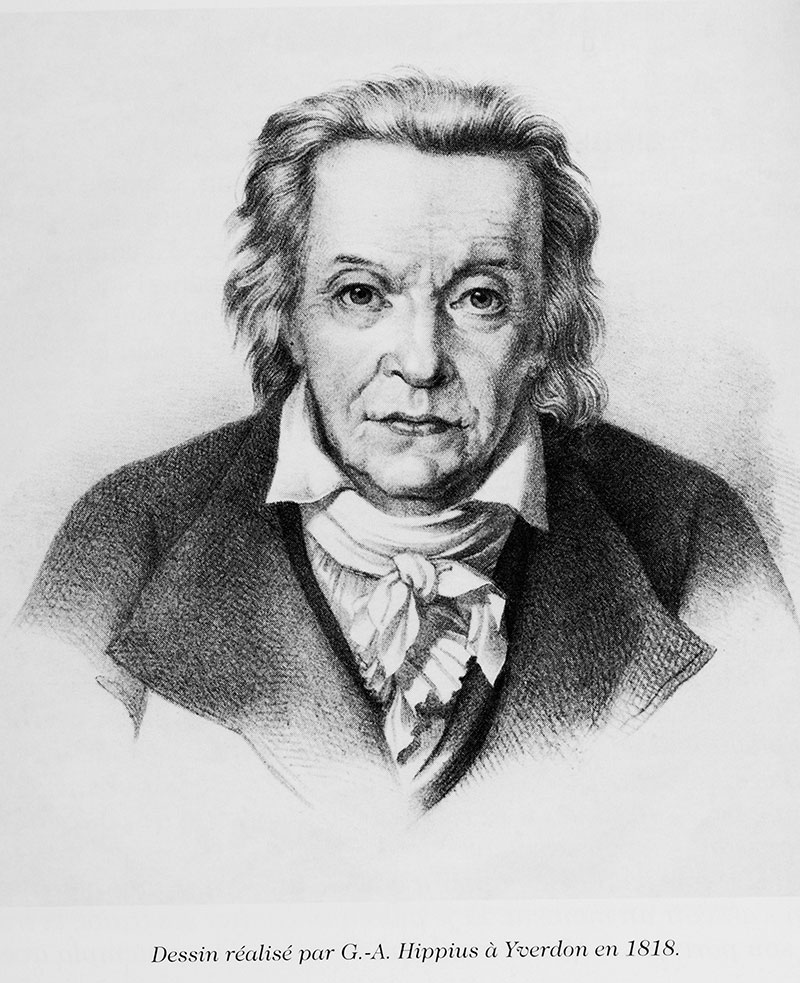 Dessin réalisé par G.-A. Hippius à Yverdon en 1818.